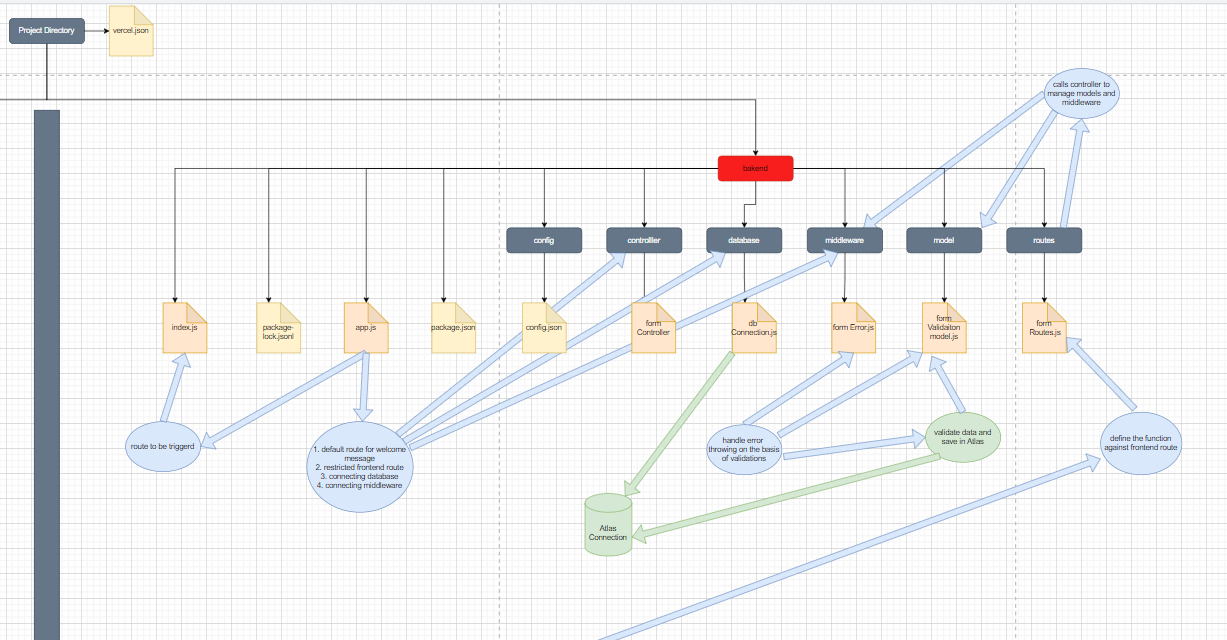 Project Directory
vercel.json
calls controller to
manage models and
middleware
bakend
config
controller
database
middleware
model
routes
index.js
package-
lock.jsonl
app.js
package.json
config.json
form
Controller
db
Connection.js
form Error.js
form
Validaiton
model.js
form
Routes.js
route to be triggerd
1. default route for welcome
message
2. restricted frontend route
3. connecting database
4. connecting middleware
handle error
throwing on the basis
of validations
validate data and
save in Atlas
define the function
against frontend route
Atlas
Connection